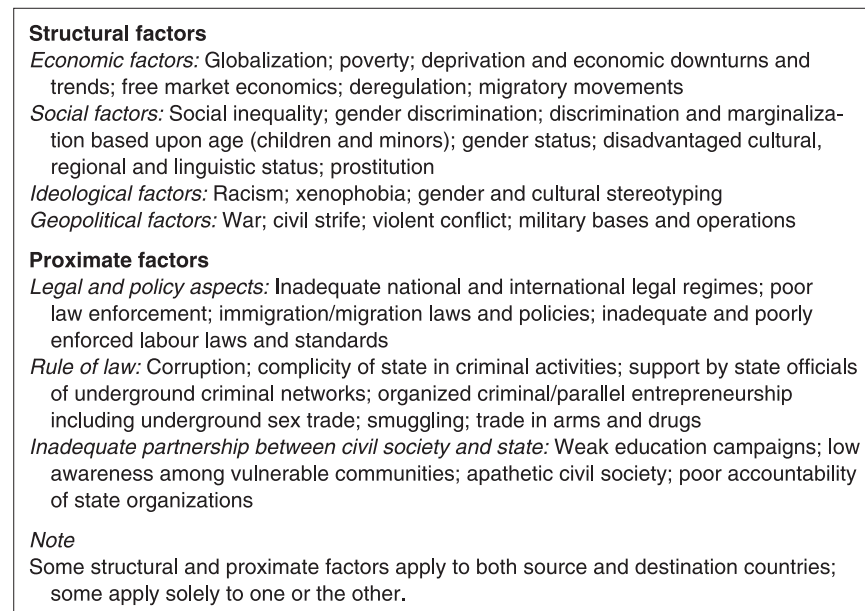 Structural factors
Economic factors: Globalization; poverty; deprivation and economic downturns and
trends; free market economics; deregulation; migratory movements
Social factors: Social inequality; gender discrimination; discrimination and marginaliza-
tion based upon age (children and minors); gender status; disadvantaged cultural,
regional and linguistic status; prostitution
Ideological factors: Racism; xenophobia; gender and cultural stereotyping
Geopolitical factors: War; civil strife; violent conflict; military bases and operations
Proximate factors
Legal and policy aspects: Inadequate national and international legal regimes; poor
law enforcement; immigration/migration laws and policies; inadequate and poorly
enforced labour laws and standards
Rule of law: Corruption; complicity of state in criminal activities; support by state officials
of underground criminal networks; organized criminal/parallel entrepreneurship
including underground sex trade; smuggling; trade in arms and drugs
Inadequate partnership between civil society and state: Weak education campaigns; low
awareness among vulnerable communities; apathetic civil society; poor accountability
of state organizations
Note
Some structural and proximate factors apply to both source and destination countries;
some apply solely to one or the other.